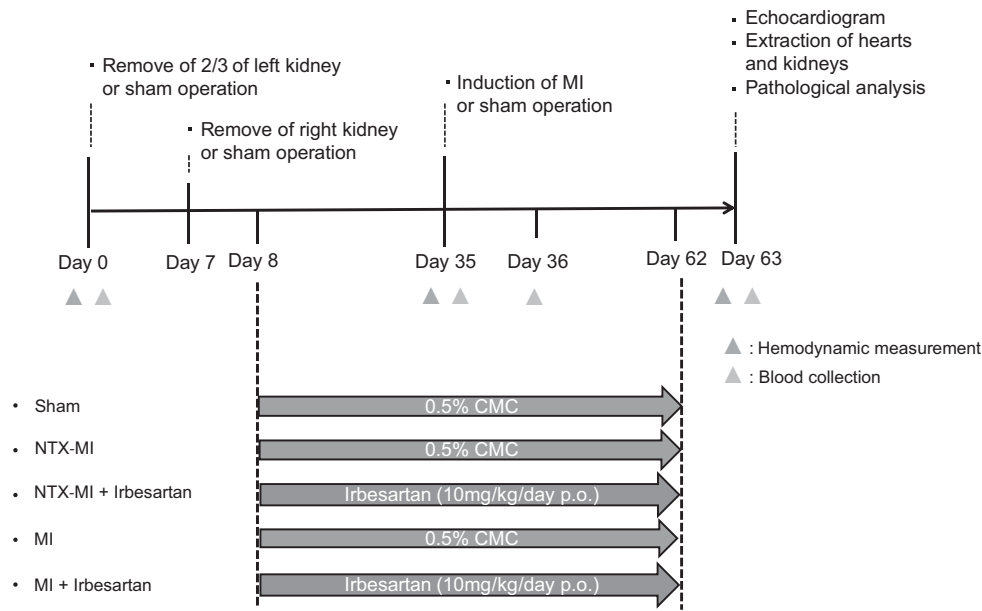 ▪ Echocardiogram
▪ Extraction of hearts
and kidneys
▪ Pathological analysis
▪ Remove of 2/3 of left kidney
or sham operation
▪ Induction of MI
or sham operation
▪ Remove of right kidney
or sham operation
Day 0
Day 7
Day 8
Day 35
Day 36
Day 62
Day 63
: Hemodynamic measurement
: Blood collection
• Sham
0.5% CMC
• NTX-MI
0.5% CMC
• NTX-MI + Irbesartan
Irbesartan (10mg/kg/day p.o.)
• MI
0.5% CMC
• MI + Irbesartan
Irbesartan (10mg/kg/day p.o.)